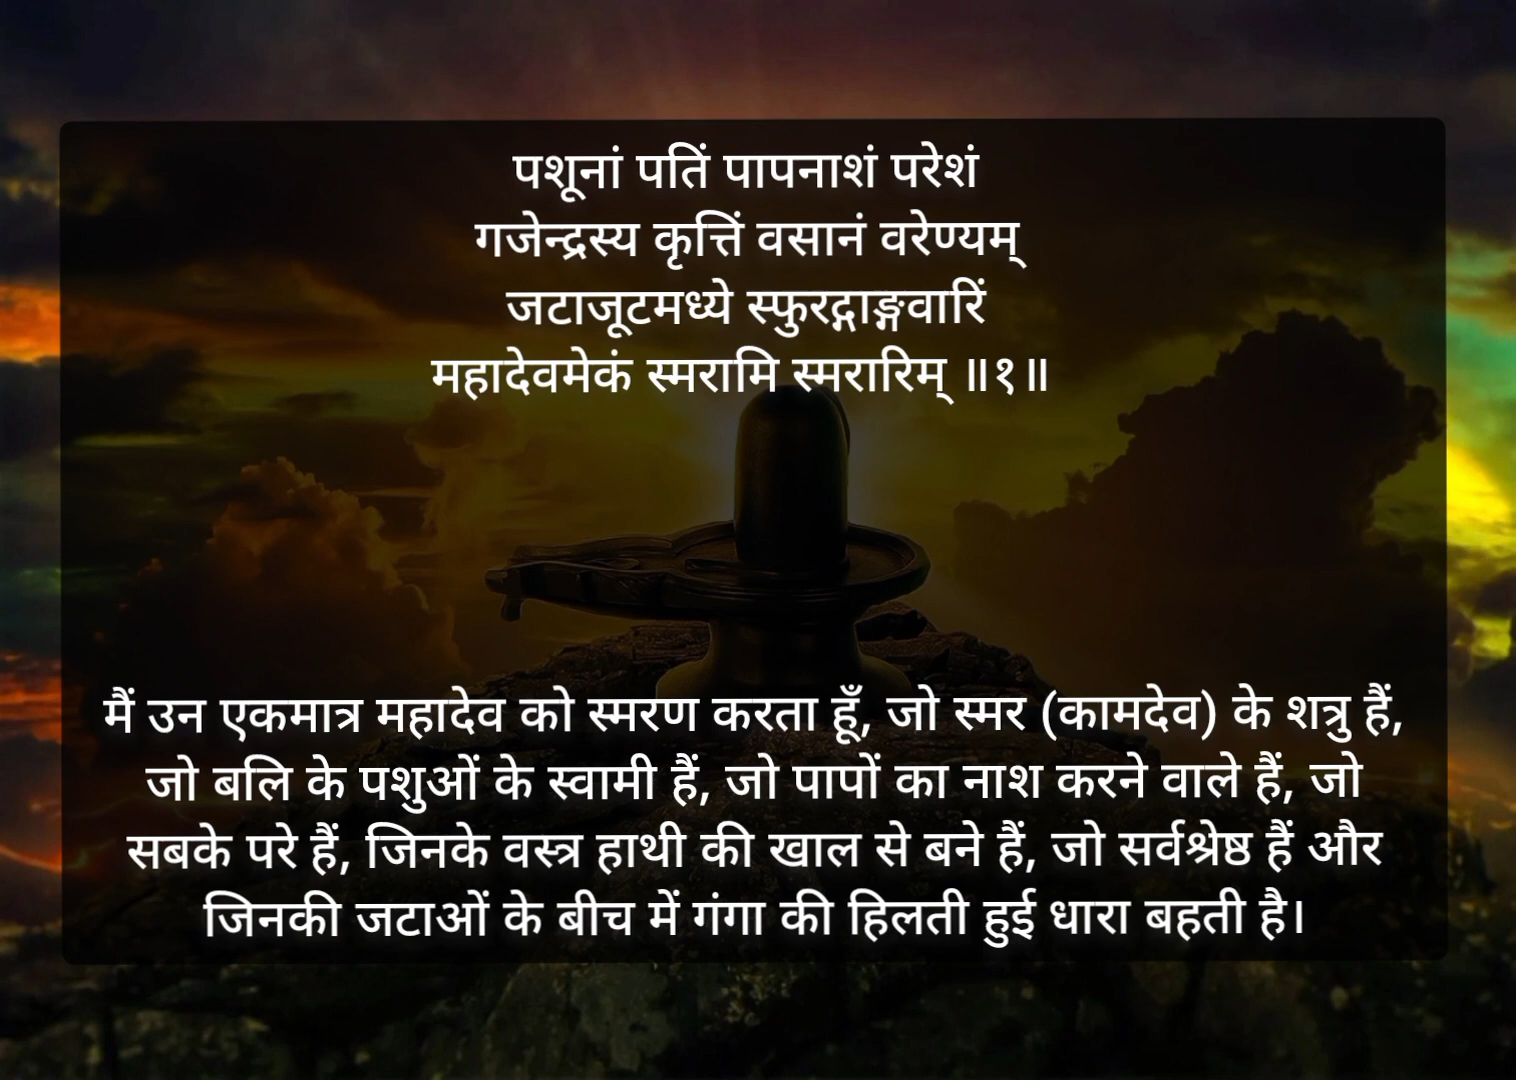 पशूनां पतिं पापनाशं परेशं
गजेन्द्रस्य कृत्तिं वसानं वरेण्यम्
जटाजूटमध्ये स्फुरद्गाङ्गवारिं
महादेवमेकं स्मरामि स्मरारिम् ॥१॥
मैं उन एकमात्र महादेव को स्मरण करता हूँ, जो स्मर (कामदेव) के शत्रु हैं,
जो बलि के पशुओं के स्वामी हैं, जो पापों का नाश करने वाले हैं, जो
सबके परे हैं, जिनके वस्त्र हाथी की खाल से बने हैं, जो सर्वश्रेष्ठ हैं और
जिनकी जटाओं के बीच में गंगा की हिलती हुई धारा बहती है।